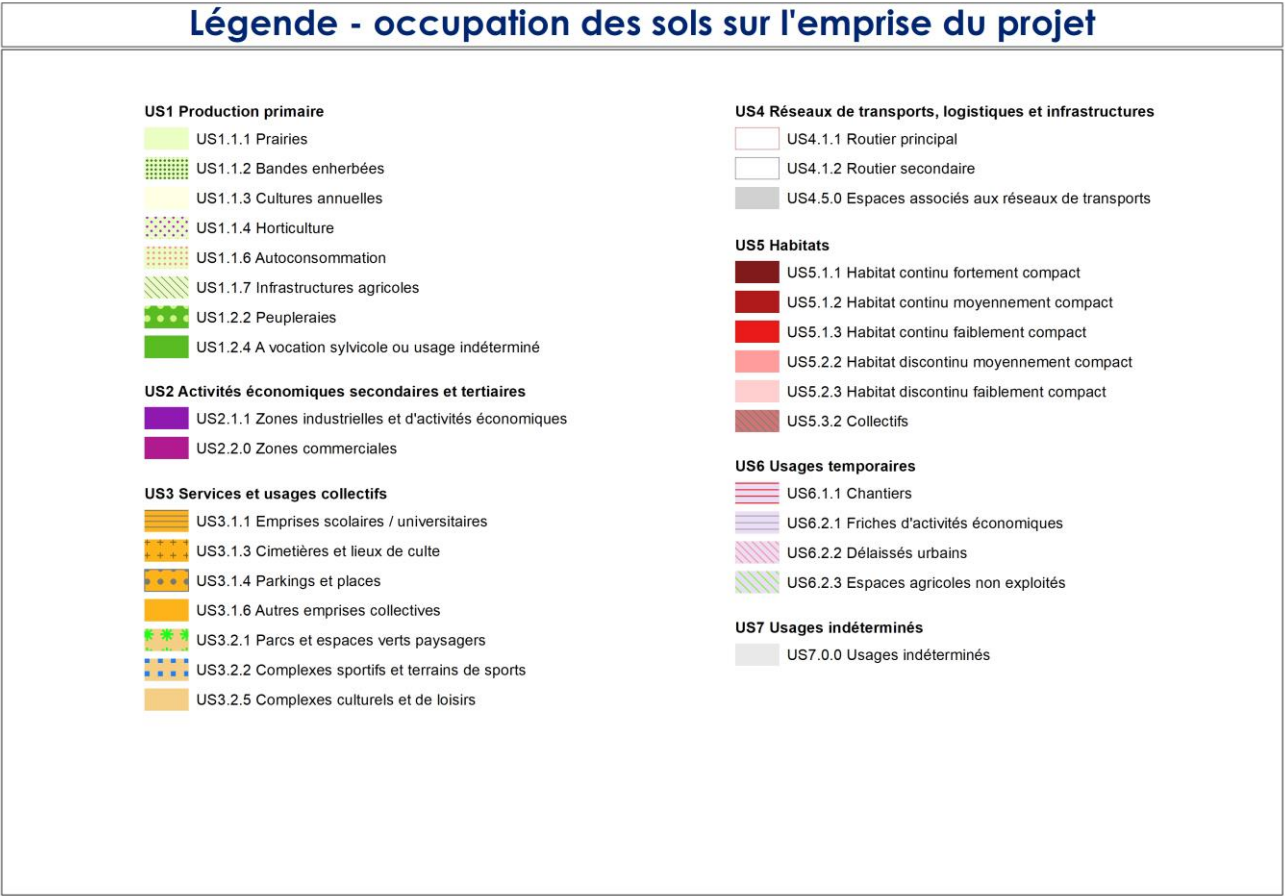 Légende - occupation des sols sur l'emprise du projet
US1 Production primaire
US1.1.1 Prairies
US1.1.2 Bandes enherbées
US1.1.3 Cultures annuelles
US1.1.4 Horticulture
US1.1.6 Autoconsommation
US1.1.7 Infrastructures agricoles
US1.2.2 Peupleraies
US1.2.4 A vocation sylvicole ou usage indéterminé
US2 Activités économiques secondaires et tertiaires
US2.1.1 Zones industrielles et d'activités économiques
US2.2.0 Zones commerciales
US3 Services et usages collectifs
US3.1.1 Emprises scolaires / universitaires
US3.1.3 Cimetières et lieux de culte
US3.1.4 Parkings et places
US3.1.6 Autres emprises collectives
US3.2.1 Parcs et espaces verts paysagers
US3.2.2 Complexes sportifs et terrains de sports
US3.2.5 Complexes culturels et de loisirs
US4 Réseaux de transports, logistiques et infrastructures
US4.1.1 Routier principal
US4.1.2 Routier secondaire
US4.5.0 Espaces associés aux réseaux de transports
US5 Habitats
US5.1.1 Habitat continu fortement compact
US5.1.2 Habitat continu moyennement compact
US5.1.3 Habitat continu faiblement compact
US5.2.2 Habitat discontinu moyennement compact
US5.2.3 Habitat discontinu faiblement compact
US5.3.2 Collectifs
US6 Usages temporaires
US6.1.1 Chantiers
US6.2.1 Friches d'activités économiques
US6.2.2 Délaissés urbains
US6.2.3 Espaces agricoles non exploités
US7 Usages indéterminés
US7.0.0 Usages indéterminés